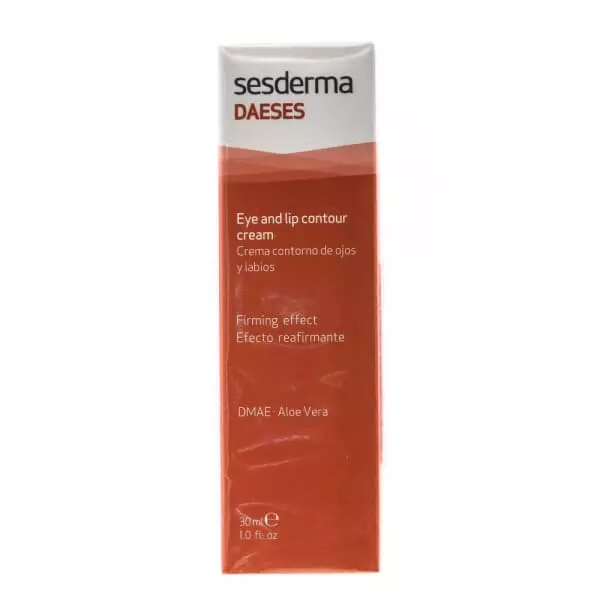 sesderma
DAESES
Eye and lip contour
cream
Crema contorno de ojos
y labios
Firming effect
Efecto reafirmante
DMAE · Aloe Vera
30 ml ℮
1.0 fl. oz